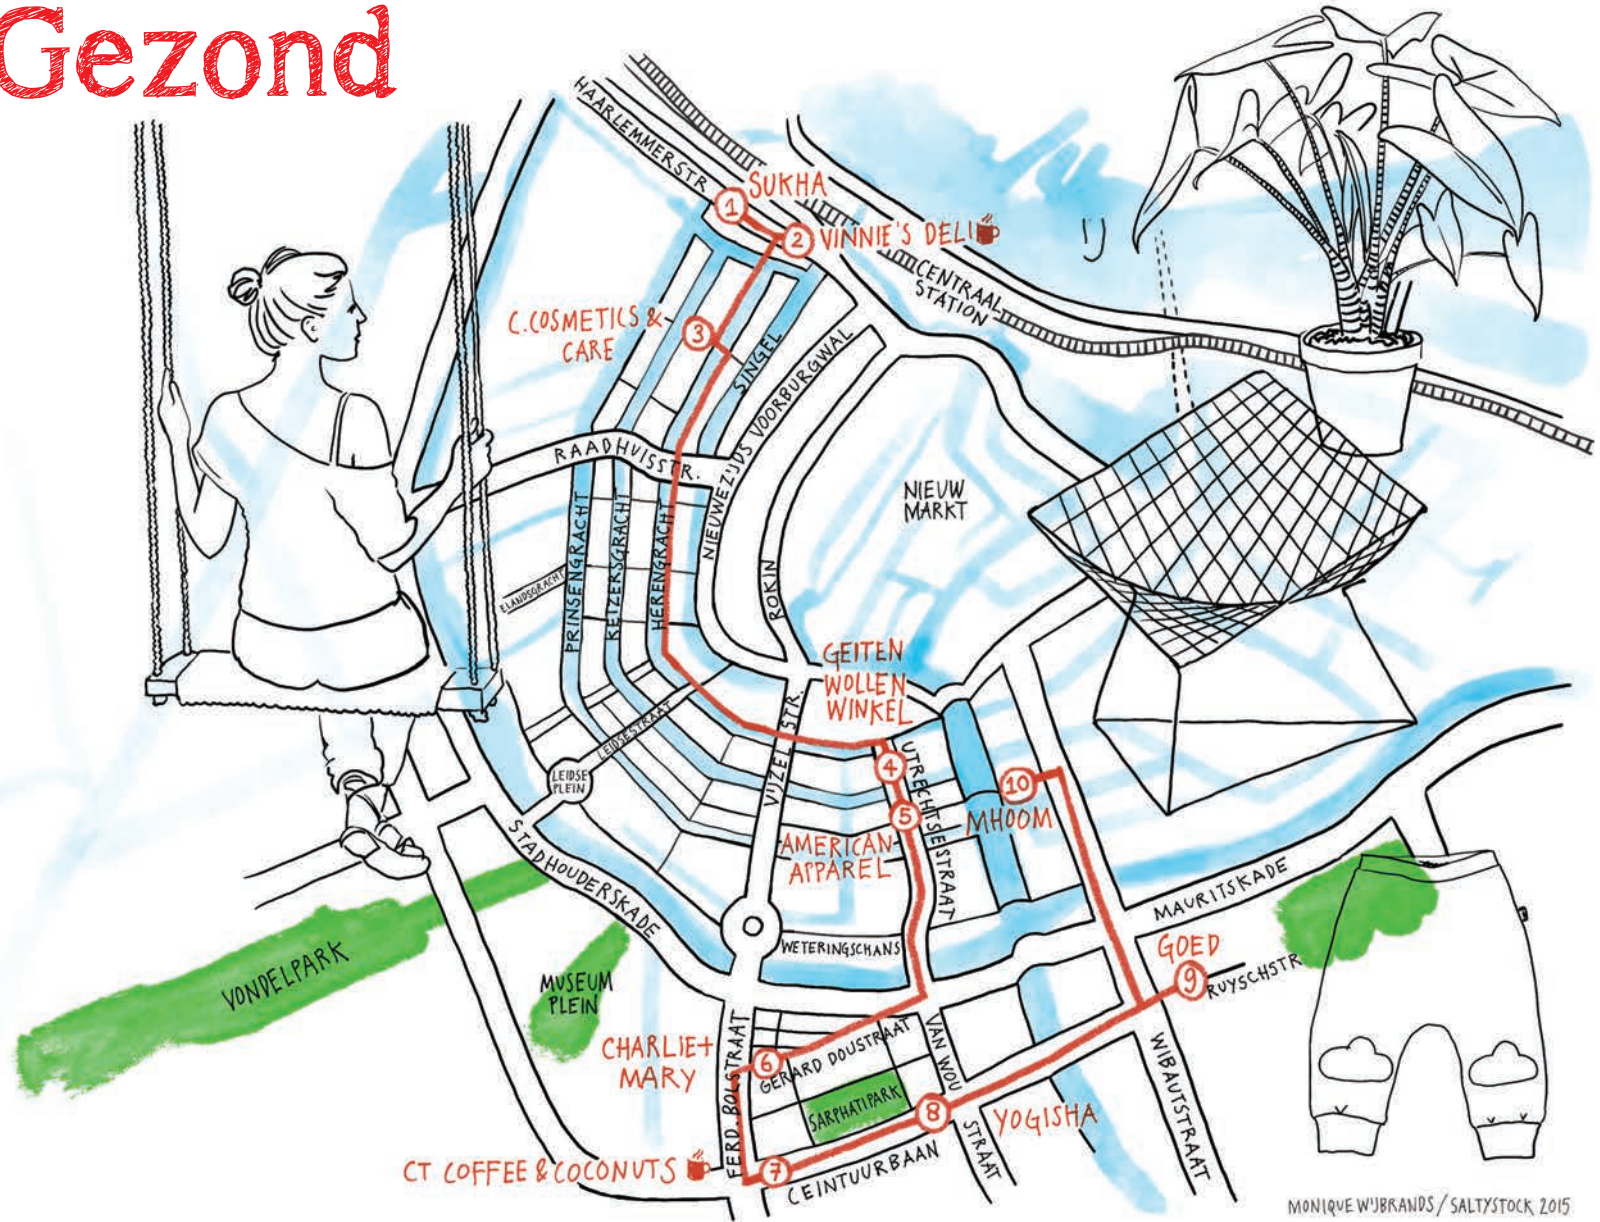 Gezond
HAARLEMMERSTR.
1
SUKHA
2
VINNIE'S DELI
IJ
CENTRAAL
STATION
C.COSMETICS &
CARE
3
SINGEL
NIEUWEZIJDS VOORBURGWAL
RAADHUISSTR.
NIEUW
MARKT
PRINSENGRACHT
KEIZERSGRACHT
HERENGRACHT
ELANDSGRACHT
ROKIN
GEITEN
WOLLEN
WINKEL
LEIDSESTRAAT
LEIDSE
PLEIN
VIJZELSTR.
4
UTRECHTSESTRAAT
10
MHOOM
5
AMERICAN
APPAREL
STADHOUDERSKADE
MAURITSKADE
WETERINGSCHANS
GOED
9
RUYSCHSTR
VONDELPARK
MUSEUM
PLEIN
CHARLIE+
MARY
6
GERARD DOUSTRAAT
FERD.BOLSTRAAT
VAN WOU
STRAAT
WIBAUTSTRAAT
SARPHATIPARK
8
YOGISHA
CT COFFEE & COCONUTS
7
CEINTUURBAAN
MONIQUE WIJBRANDS / SALTYSTOCK 2015